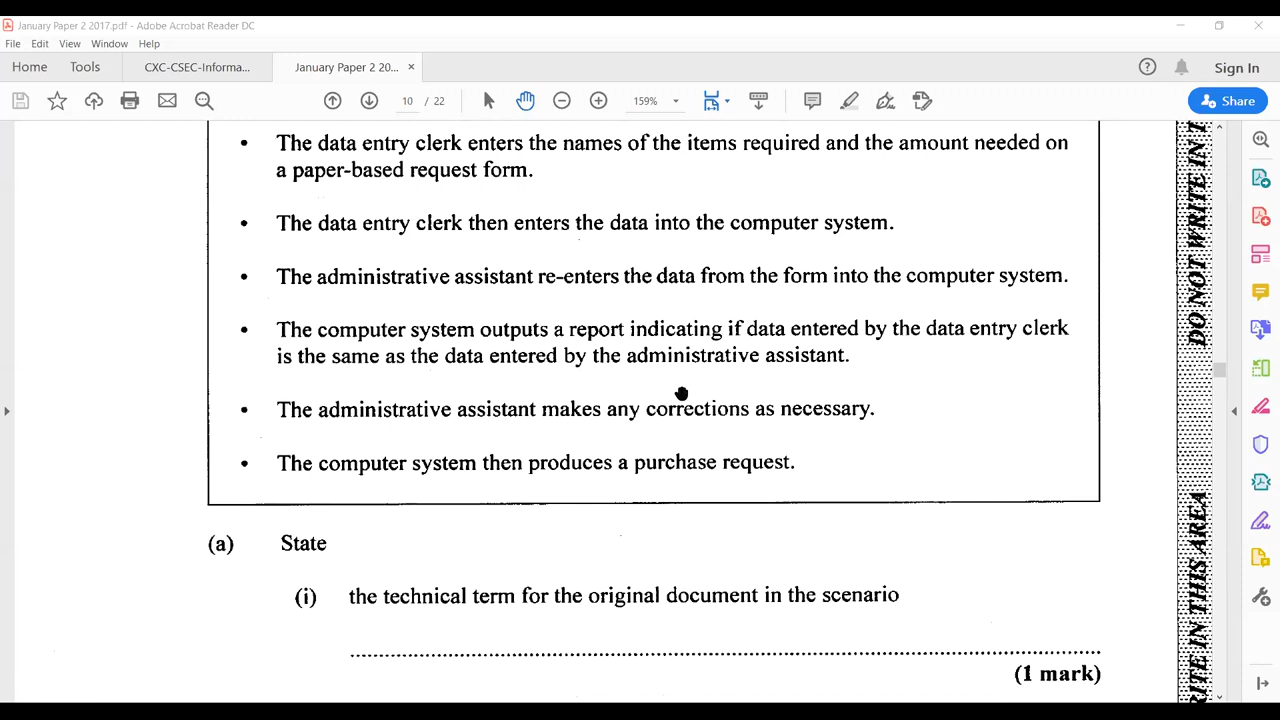 January Paper 2 2017.pdf - Adobe Acrobat Reader DC
File Edit View Window Help
Home Tools CXC-CSEC-Informa... January Paper 2 20... × Sign In
10 / 22 159% Share
• The data entry clerk enters the names of the items required and the amount needed on
a paper-based request form.
• The data entry clerk then enters the data into the computer system.
• The administrative assistant re-enters the data from the form into the computer system.
• The computer system outputs a report indicating if data entered by the data entry clerk
is the same as the data entered by the administrative assistant.
• The administrative assistant makes any corrections as necessary.
• The computer system then produces a purchase request.
(a) State
(i) the technical term for the original document in the scenario
(1 mark)
DO NOT WRITE IN T
RITE IN THIS AREA